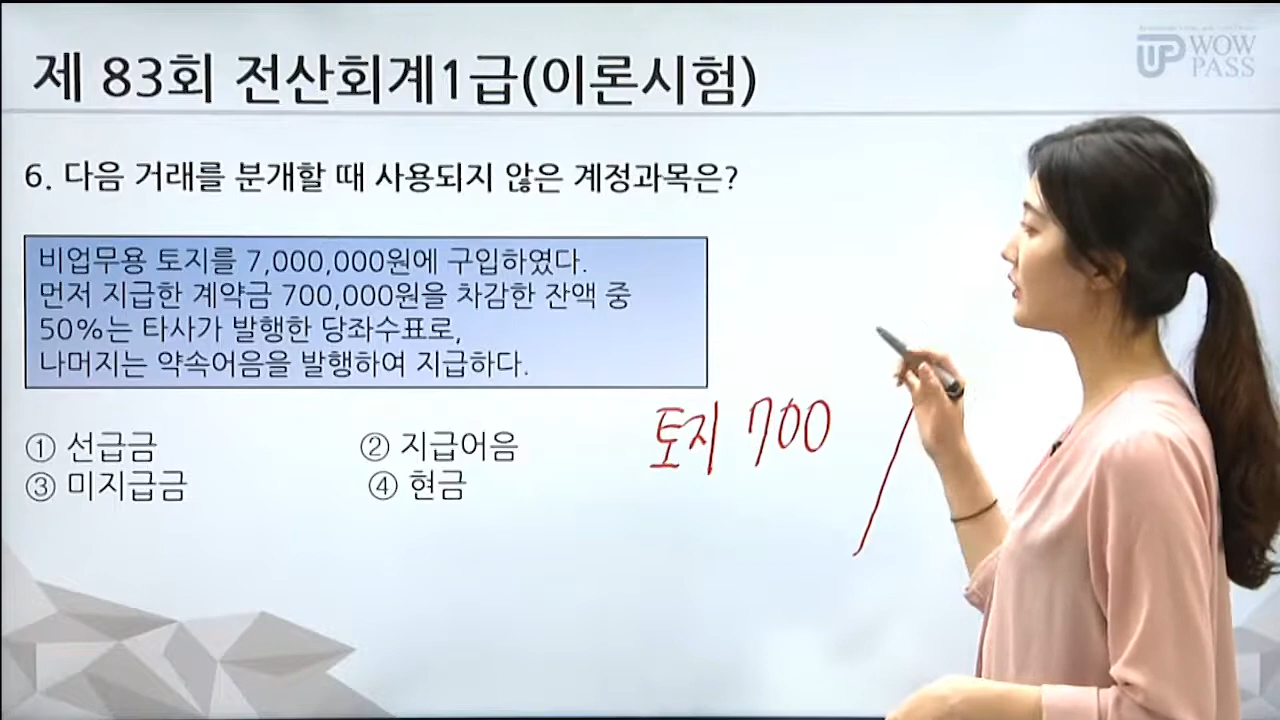 제 83회 전산회계1급(이론시험)
UP WOW
PASS
6. 다음 거래를 분개할 때 사용되지 않은 계정과목은?
비업무용 토지를 7,000,000원에 구입하였다.
먼저 지급한 계약금 700,000원을 차감한 잔액 중
50%는 타사가 발행한 당좌수표로,
나머지는 약속어음을 발행하여 지급하다.
① 선급금 ② 지급어음
③ 미지급금 ④ 현금
토지 700